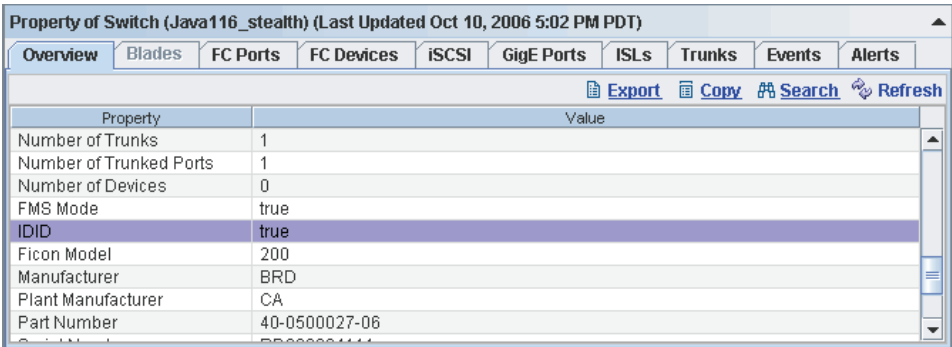 Property of Switch (Java116_stealth) (Last Updated Oct 10, 2006 5:02 PM PDT)
Overview Blades FC Ports FC Devices iSCSI GigE Ports ISLs Trunks Events Alerts
Export Copy Search Refresh
Property Value
Number of Trunks 1
Number of Trunked Ports 1
Number of Devices 0
FMS Mode true
IDID true
Ficon Model 200
Manufacturer BRD
Plant Manufacturer CA
Part Number 40-0500027-06